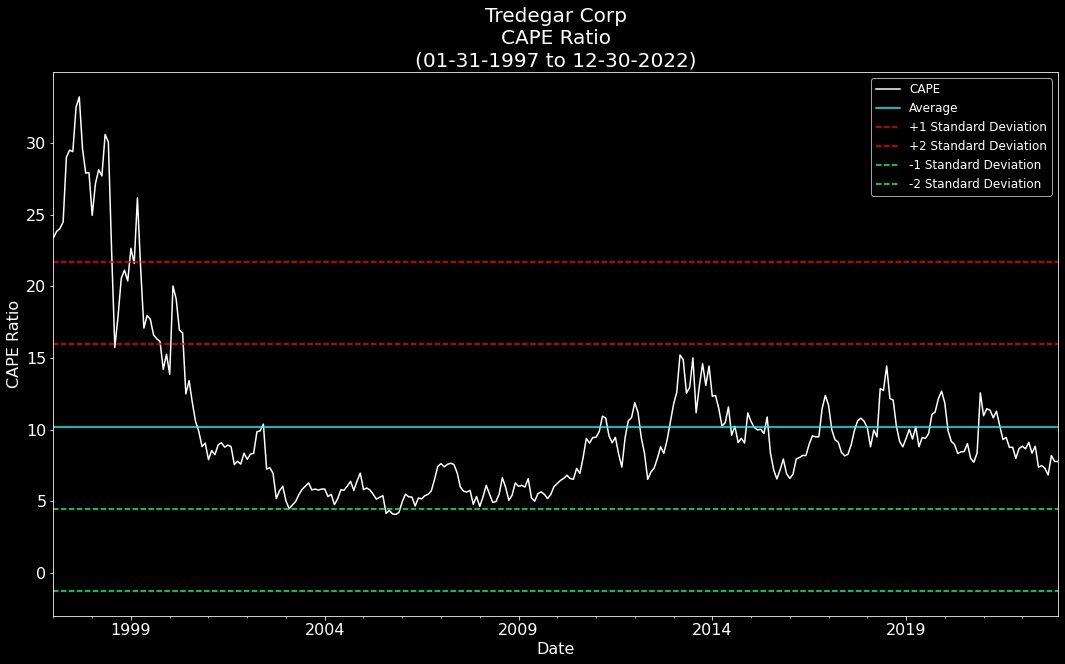 Tredegar Corp
CAPE Ratio
(01-31-1997 to 12-30-2022)
CAPE
Average
+1 Standard Deviation
+2 Standard Deviation
-1 Standard Deviation
-2 Standard Deviation
CAPE Ratio
30
25
20
15
10
5
0
1999 2004 2009 2014 2019
Date